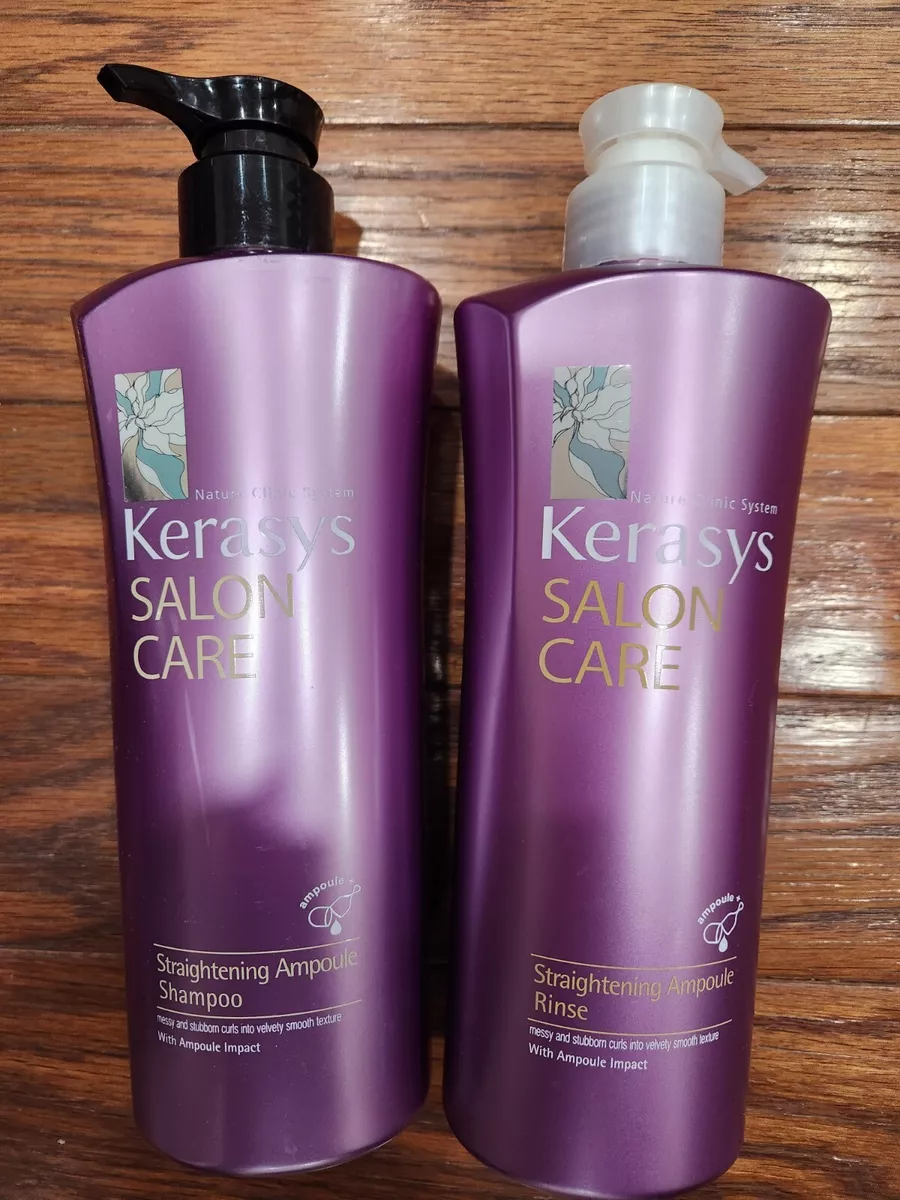 Nature Clinic System
Kerasys
SALON
CARE
ampoule +
Straightening Ampoule
Shampoo
messy and stubborn curls into velvety smooth texture
With Ampoule Impact
Nature Clinic System
Kerasys
SALON
CARE
ampoule +
Straightening Ampoule
Rinse
messy and stubborn curls into velvety smooth texture
With Ampoule Impact